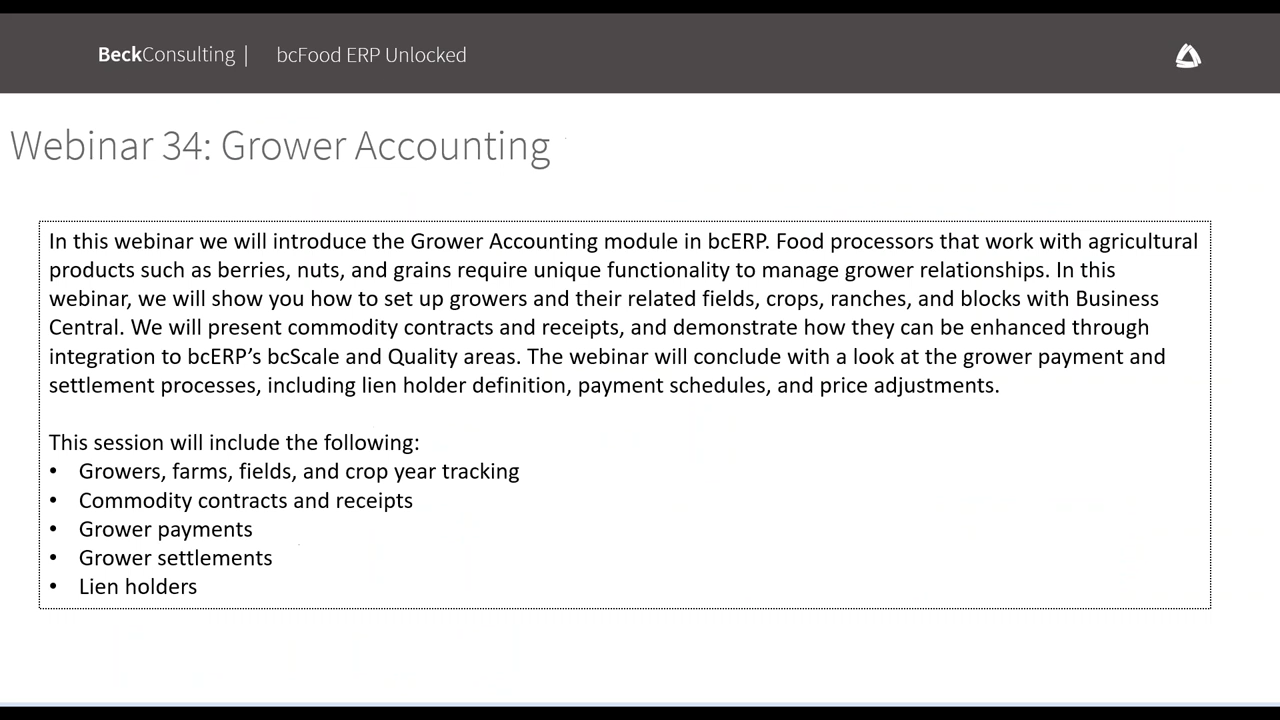 BeckConsulting | bcFood ERP Unlocked
Webinar 34: Grower Accounting
In this webinar we will introduce the Grower Accounting module in bcERP. Food processors that work with agricultural
products such as berries, nuts, and grains require unique functionality to manage grower relationships. In this
webinar, we will show you how to set up growers and their related fields, crops, ranches, and blocks with Business
Central. We will present commodity contracts and receipts, and demonstrate how they can be enhanced through
integration to bcERP’s bcScale and Quality areas. The webinar will conclude with a look at the grower payment and
settlement processes, including lien holder definition, payment schedules, and price adjustments.
This session will include the following:
• Growers, farms, fields, and crop year tracking
• Commodity contracts and receipts
• Grower payments
• Grower settlements
• Lien holders